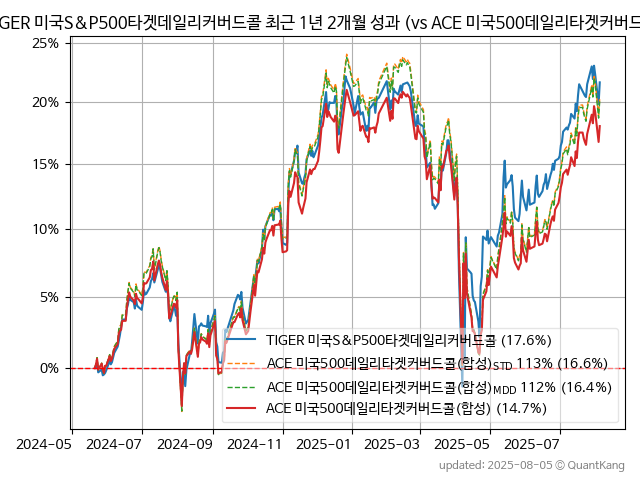 TIGER 미국S&P500타겟데일리커버드콜 최근 1년 2개월 성과 (vs ACE 미국500데일리타겟커버드
25%
20%
15%
10%
5%
0%
TIGER 미국S&P500타겟데일리커버드콜 (17.6%)
ACE 미국500데일리타겟커버드콜(합성)STD 113% (16.6%)
ACE 미국500데일리타겟커버드콜(합성)MDD 112% (16.4%)
ACE 미국500데일리타겟커버드콜(합성) (14.7%)
2024-05 2024-07 2024-09 2024-11 2025-01 2025-03 2025-05 2025-07
updated: 2025-08-05 © QuantKang